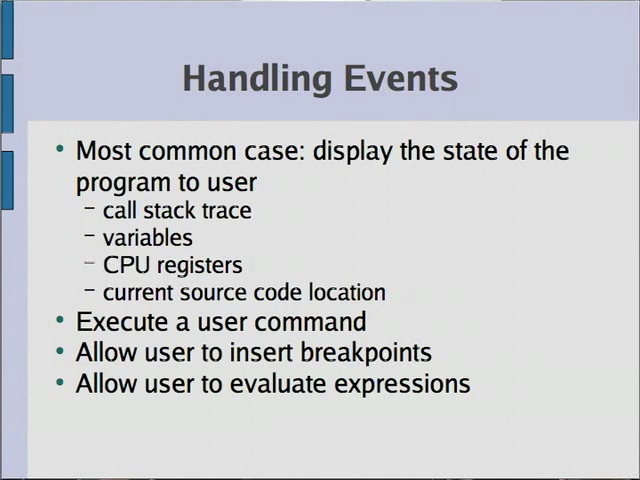 Handling Events
• Most common case: display the state of the
program to user
– call stack trace
– variables
– CPU registers
– current source code location
• Execute a user command
• Allow user to insert breakpoints
• Allow user to evaluate expressions